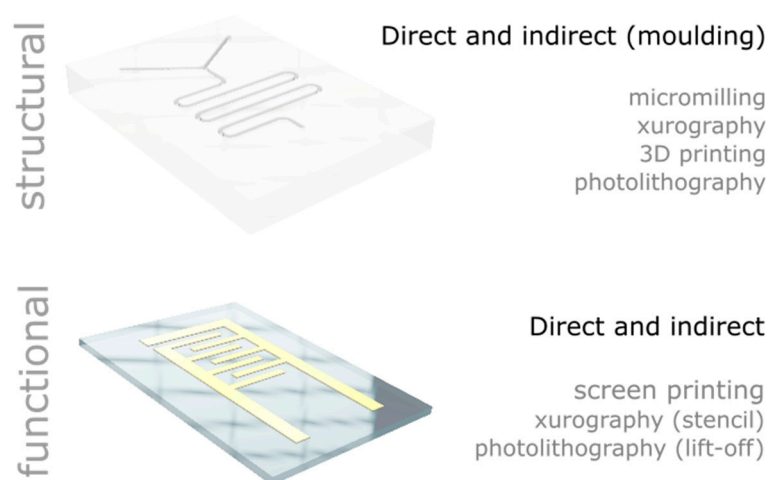 structural
Direct and indirect (moulding)
micromilling
xurography
3D printing
photolithography
functional
Direct and indirect
screen printing
xurography (stencil)
photolithography (lift-off)